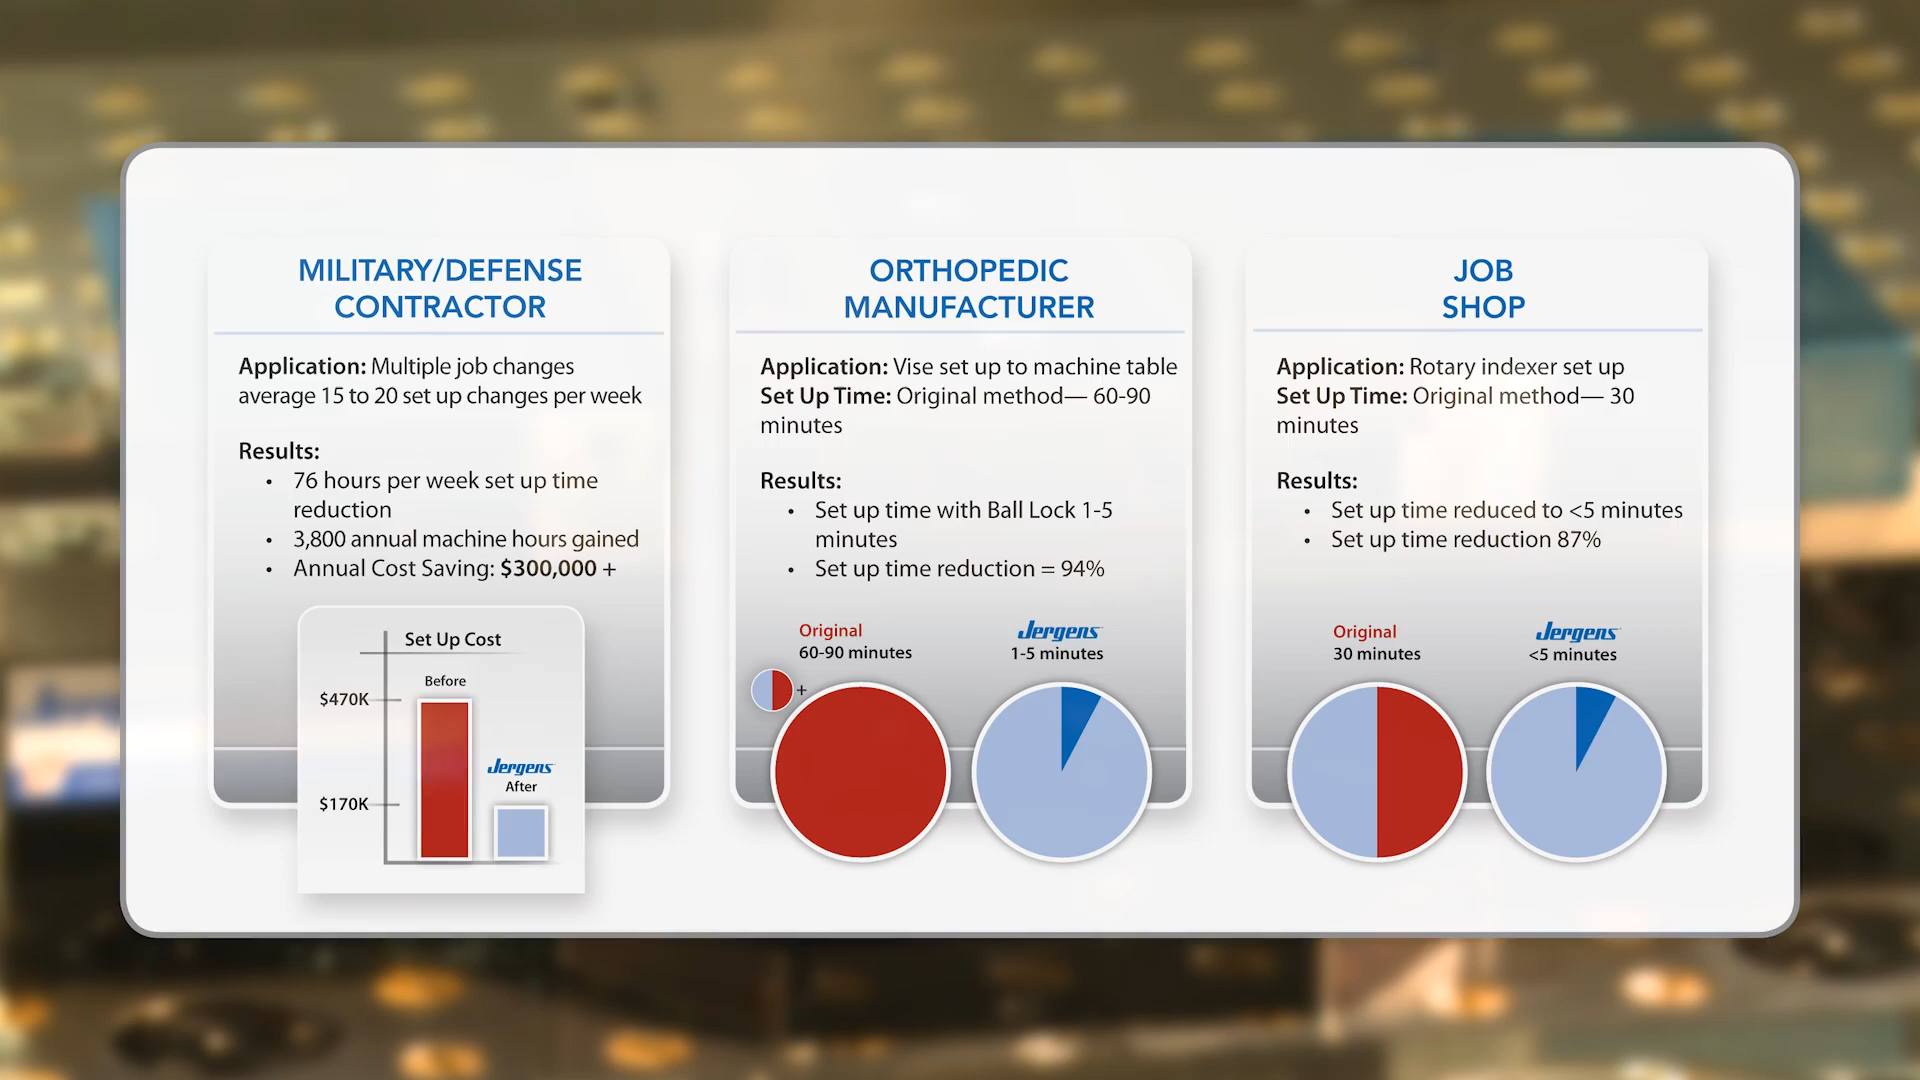 MILITARY/DEFENSE
CONTRACTOR
Application: Multiple job changes
average 15 to 20 set up changes per week
Results:
• 76 hours per week set up time
reduction
• 3,800 annual machine hours gained
• Annual Cost Saving: $300,000 +
Set Up Cost
Before
$470K
Jergens
After
$170K
ORTHOPEDIC
MANUFACTURER
Application: Vise set up to machine table
Set Up Time: Original method— 60-90
minutes
Results:
• Set up time with Ball Lock 1-5
minutes
• Set up time reduction = 94%
Original
60-90 minutes
Jergens
1-5 minutes
+
JOB
SHOP
Application: Rotary indexer set up
Set Up Time: Original method— 30
minutes
Results:
• Set up time reduced to <5 minutes
• Set up time reduction 87%
Original
30 minutes
Jergens
<5 minutes